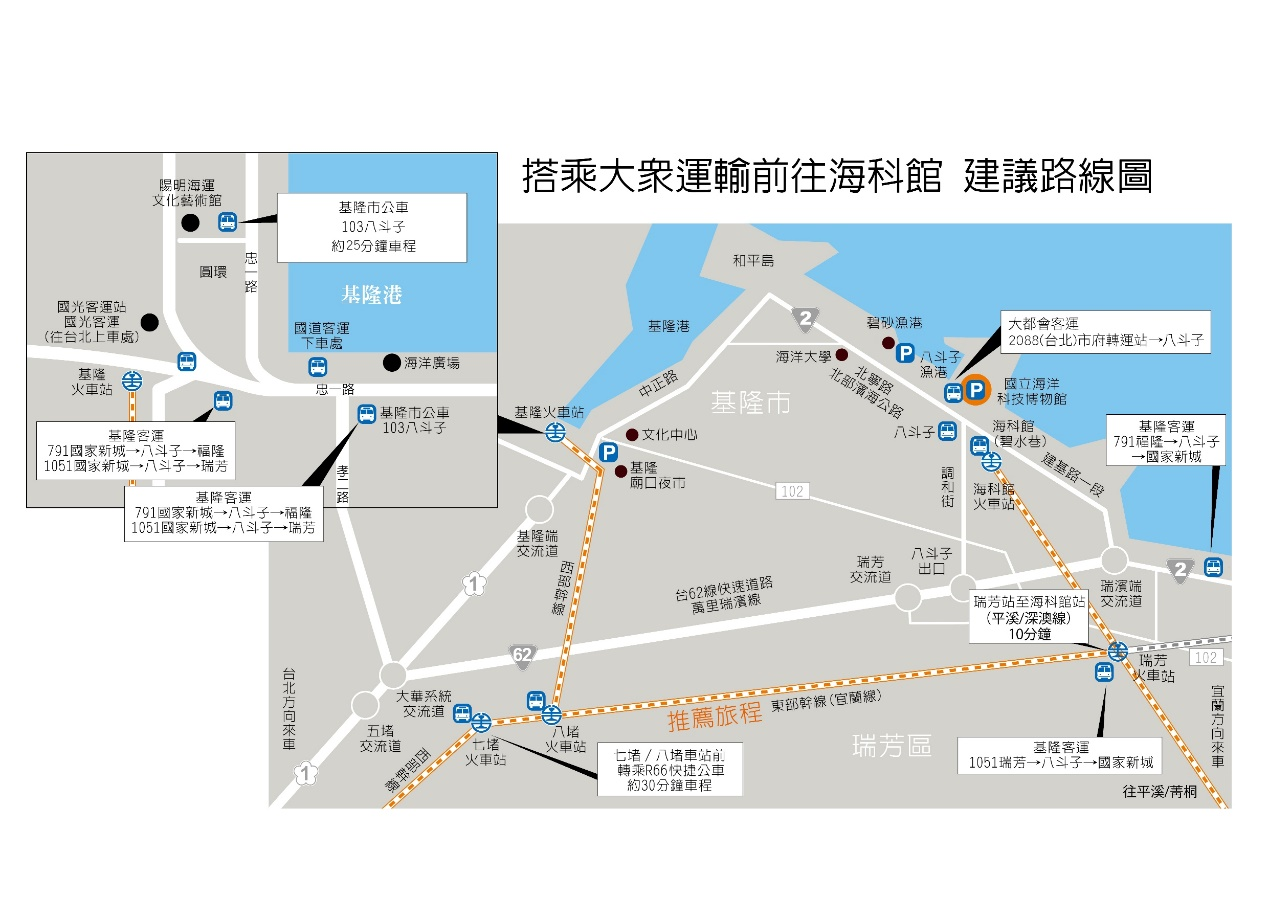 搭乘大眾運輸前往海科館 建議路線圖
陽明海運
文化藝術館
基隆市公車
103八斗子
約25分鐘車程
圓環
忠一路
基隆港
國光客運站
國光客運
(往台北上車處)
國道客運
下車處
海洋廣場
基隆
火車站
忠一路
基隆市公車
103八斗子
基隆客運
791國家新城→八斗子→福隆
1051國家新城→八斗子→瑞芳
孝二路
基隆客運
791國家新城→八斗子→福隆
1051國家新城→八斗子→瑞芳
和平島
基隆港
2
碧砂漁港
P
八斗子
漁港
海洋大學
大都會客運
2088(台北)市府轉運站→八斗子
中正路
基隆市
北寧路
北部濱海公路
P
國立海洋
科技博物館
基隆火車站
文化中心
P
基隆
廟口夜市
八斗子
海科館
(碧水巷)
基隆客運
791福隆→八斗子
→國家新城
調和街
海科館
火車站
建基路一段
102
基隆端
交流道
西部幹線
1
瑞芳
交流道
八斗子
出口
2
瑞濱端
交流道
台62線快速道路
萬里瑞濱線
瑞芳站至海科館站
(平溪/深澳線)
10分鐘
62
102
瑞芳
火車站
台北方向來車
大華系統
交流道
五堵
交流道
七堵
火車站
八堵
火車站
推薦旅程
東部幹線(宜蘭線)
瑞芳區
宜蘭方向來車
1
西部幹線
七堵 / 八堵車站前
轉乘R66快捷公車
約30分鐘車程
基隆客運
1051瑞芳→八斗子→國家新城
往平溪/菁桐